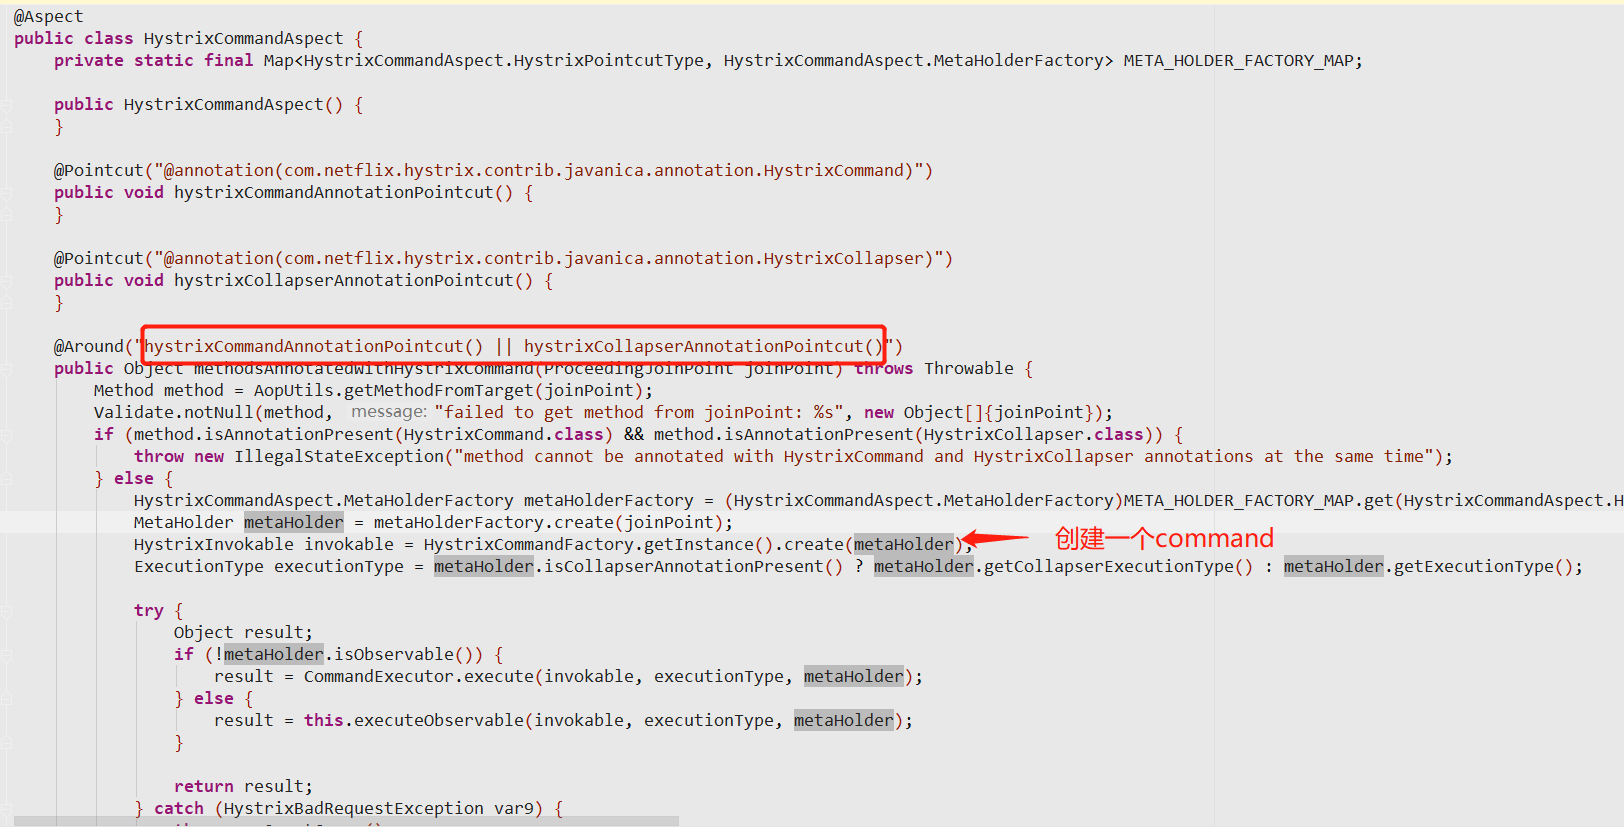 @Aspect
public class HystrixCommandAspect {
private static final Map<HystrixCommandAspect.HystrixPointcutType, HystrixCommandAspect.MetaHolderFactory> META_HOLDER_FACTORY_MAP;
public HystrixCommandAspect() {
}
@Pointcut("@annotation(com.netflix.hystrix.contrib.javanica.annotation.HystrixCommand)")
public void hystrixCommandAnnotationPointcut() {
}
@Pointcut("@annotation(com.netflix.hystrix.contrib.javanica.annotation.HystrixCollapser)")
public void hystrixCollapserAnnotationPointcut() {
}
@Around("hystrixCommandAnnotationPointcut() || hystrixCollapserAnnotationPointcut()")
public Object methodsAnnotatedWithHystrixCommand(ProceedingJoinPoint joinPoint) throws Throwable {
Method method = AopUtils.getMethodFromTarget(joinPoint);
Validate.notNull(method, message: "failed to get method from joinPoint: %s", new Object[]{joinPoint});
if (method.isAnnotationPresent(HystrixCommand.class) && method.isAnnotationPresent(HystrixCollapser.class)) {
throw new IllegalStateException("method cannot be annotated with HystrixCommand and HystrixCollapser annotations at the same time");
} else {
HystrixCommandAspect.MetaHolderFactory metaHolderFactory = (HystrixCommandAspect.MetaHolderFactory)META_HOLDER_FACTORY_MAP.get(HystrixCommandAspect.H
MetaHolder metaHolder = metaHolderFactory.create(joinPoint);
HystrixInvokable invokable = HystrixCommandFactory.getInstance().create(metaHolder); 创建一个command
ExecutionType executionType = metaHolder.isCollapserAnnotationPresent() ? metaHolder.getCollapserExecutionType() : metaHolder.getExecutionType();
try {
Object result;
if (!metaHolder.isObservable()) {
result = CommandExecutor.execute(invokable, executionType, metaHolder);
} else {
result = this.executeObservable(invokable, executionType, metaHolder);
}
return result;
} catch (HystrixBadRequestException var9) {